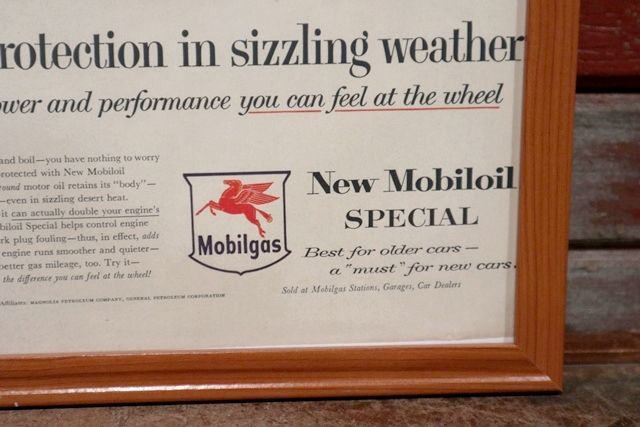 rotection in sizzling weather
ower and performance you can feel at the wheel
and boil—you have nothing to worry
rotected with New Mobiloil
round motor oil retains its "body"—
—even in sizzling desert heat.
it can actually double your engine's
biloil Special helps control engine
rk plug fouling—thus, in effect, adds
engine runs smoother and quieter—
better gas mileage, too. Try it—
the difference you can feel at the wheel!
Affiliates: MAGNOLIA PETROLEUM COMPANY, GENERAL PETROLEUM CORPORATION
Mobilgas
New Mobiloil
SPECIAL
Best for older cars—
a "must" for new cars.
Sold at Mobilgas Stations, Garages, Car Dealers